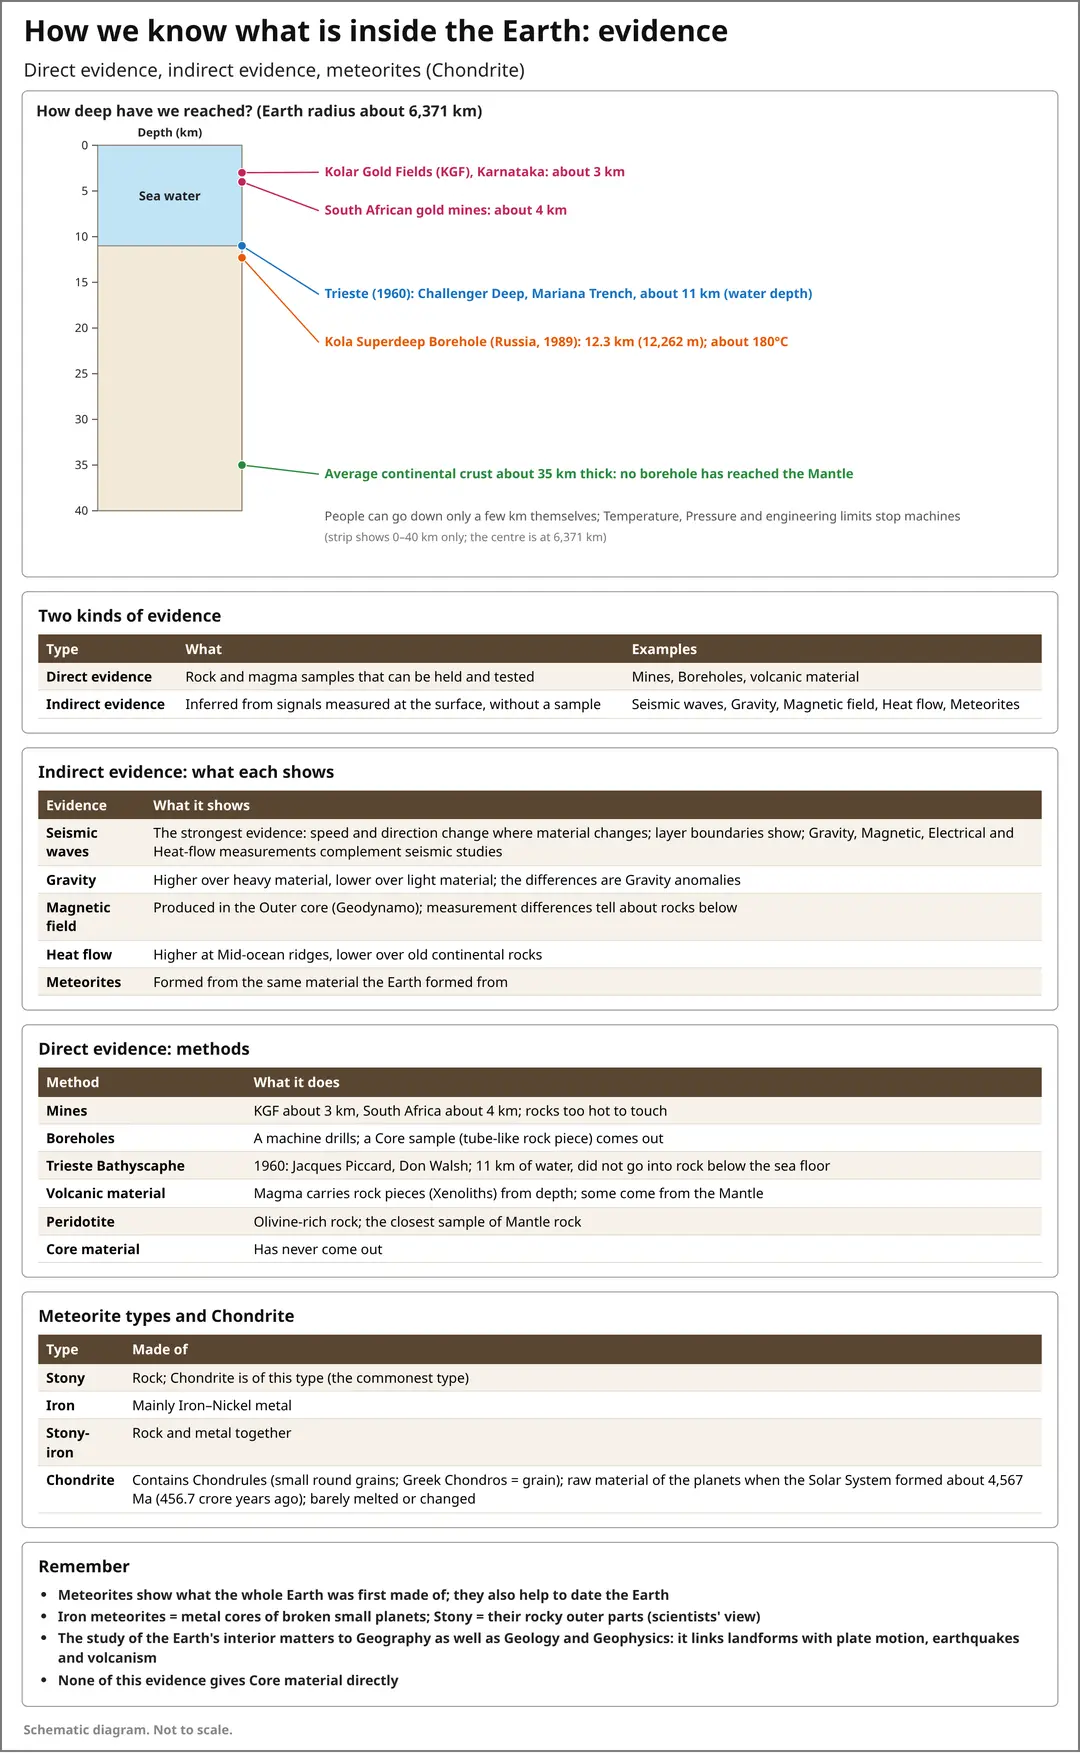 How we know what is inside the Earth: evidence
Direct evidence, indirect evidence, meteorites (Chondrite)
How deep have we reached? (Earth radius about 6,371 km)
Depth (km)
0
5
10
15
20
25
30
35
40
Sea water
Kolar Gold Fields (KGF), Karnataka: about 3 km
South African gold mines: about 4 km
Trieste (1960): Challenger Deep, Mariana Trench, about 11 km (water depth)
Kola Superdeep Borehole (Russia, 1989): 12.3 km (12,262 m); about 180°C
Average continental crust about 35 km thick: no borehole has reached the Mantle
People can go down only a few km themselves; Temperature, Pressure and engineering limits stop machines
(strip shows 0–40 km only; the centre is at 6,371 km)
Two kinds of evidence
Type What Examples
Direct evidence Rock and magma samples that can be held and tested Mines, Boreholes, volcanic material
Indirect evidence Inferred from signals measured at the surface, without a sample Seismic waves, Gravity, Magnetic field, Heat flow, Meteorites
Indirect evidence: what each shows
Evidence What it shows
Seismic waves The strongest evidence: speed and direction change where material changes; layer boundaries show; Gravity, Magnetic, Electrical and
Heat-flow measurements complement seismic studies
Gravity Higher over heavy material, lower over light material; the differences are Gravity anomalies
Magnetic field Produced in the Outer core (Geodynamo); measurement differences tell about rocks below
Heat flow Higher at Mid-ocean ridges, lower over old continental rocks
Meteorites Formed from the same material the Earth formed from
Direct evidence: methods
Method What it does
Mines KGF about 3 km, South Africa about 4 km; rocks too hot to touch
Boreholes A machine drills; a Core sample (tube-like rock piece) comes out
Trieste Bathyscaphe 1960: Jacques Piccard, Don Walsh; 11 km of water, did not go into rock below the sea floor
Volcanic material Magma carries rock pieces (Xenoliths) from depth; some come from the Mantle
Peridotite Olivine-rich rock; the closest sample of Mantle rock
Core material Has never come out
Meteorite types and Chondrite
Type Made of
Stony Rock; Chondrite is of this type (the commonest type)
Iron Mainly Iron–Nickel metal
Stony-iron Rock and metal together
Chondrite Contains Chondrules (small round grains; Greek Chondros = grain); raw material of the planets when the Solar System formed about 4,567
Ma (456.7 crore years ago); barely melted or changed
Remember
• Meteorites show what the whole Earth was first made of; they also help to date the Earth
• Iron meteorites = metal cores of broken small planets; Stony = their rocky outer parts (scientists' view)
• The study of the Earth's interior matters to Geography as well as Geology and Geophysics: it links landforms with plate motion, earthquakes
and volcanism
• None of this evidence gives Core material directly
Schematic diagram. Not to scale.